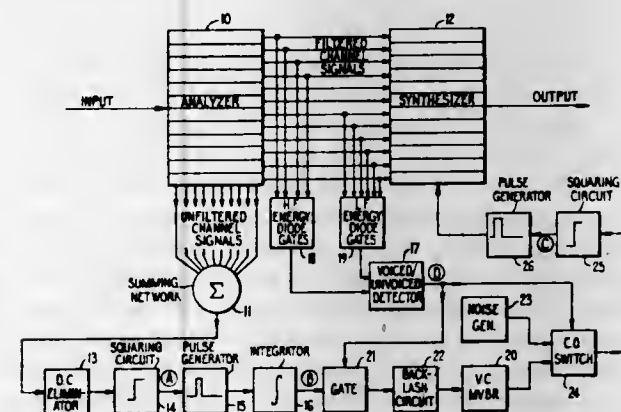 10
12
FILTERED
CHANNEL
SIGNALS
INPUT
ANALYZER
SYNTHESIZER
OUTPUT
PULSE
GENERATOR
SQUARING
CIRCUIT
UNFILTERED
CHANNEL
SIGNALS
H F
ENERGY
DIODE
GATES
18
L F
ENERGY
DIODE
GATES
19
17
VOICED/
UNVOICED
DETECTOR
D
C
26
25
SUMMING
NETWORK
Σ
11
23
NOISE
GEN.
13
SQUARING
CIRCUIT
PULSE
GENERATOR
INTEGRATOR
21
22
20
C.O.
SWITCH
24
D.C.
ELIMINATOR
A
14
15
∫
16
B
GATE
BACK-
LASH
CIRCUIT
V C
MVBR